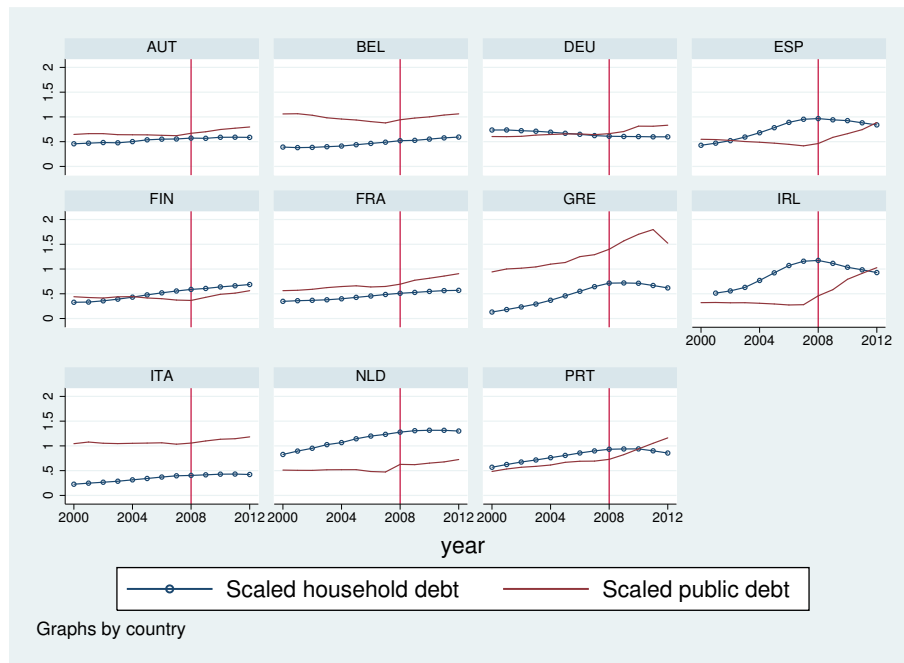 AUT BEL DEU ESP
0 .5 1 1.5 2
FIN FRA GRE IRL
0 .5 1 1.5 2
2000 2004 2008 2012
ITA NLD PRT
0 .5 1 1.5 2
2000 2004 2008 2012 2000 2004 2008 2012 2000 2004 2008 2012
year
Scaled household debt Scaled public debt
Graphs by country